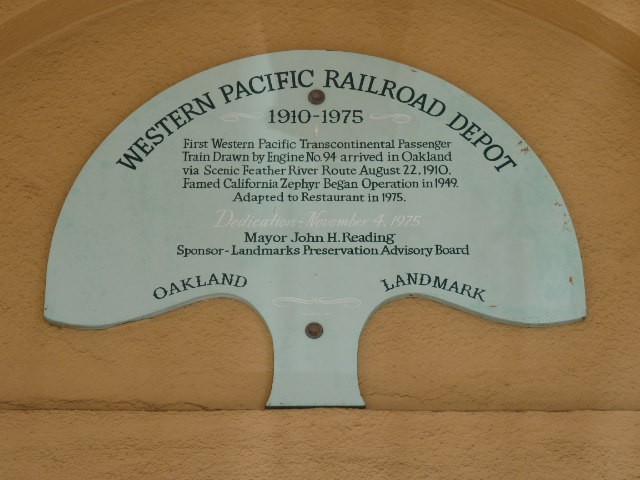 WESTERN PACIFIC RAILROAD DEPOT
1910-1975
First Western Pacific Transcontinental Passenger
Train Drawn by Engine No. 94 arrived in Oakland
via Scenic Feather River Route August 22, 1910.
Famed California Zephyr Began Operation in 1949.
Adapted to Restaurant in 1975.
Dedication - November 4, 1975
Mayor John H. Reading
Sponsor - Landmarks Preservation Advisory Board
OAKLAND LANDMARK